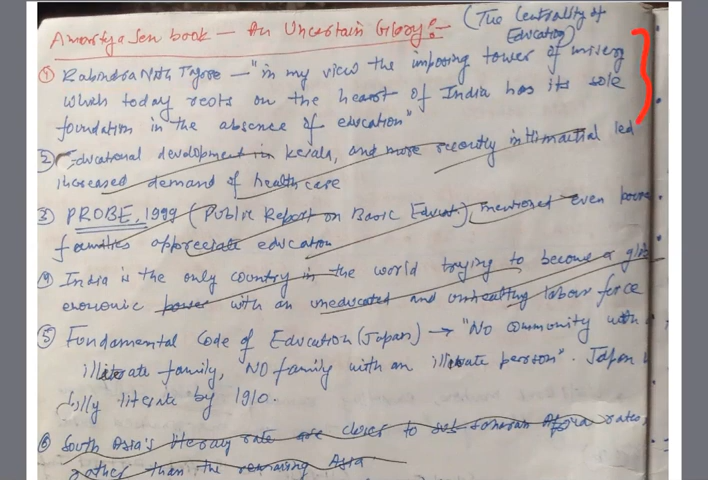 Amartya Sen book — An Uncertain Glory :- (The Centrality of
Education)
① Rabindra Nath Tagore — "in my view the imposing tower of misery
which today rests on the heart of India has its sole
foundation in the absence of education"
② Educational development in Kerala, and more recently in Himachal led
increased demand of healthcare
③ PROBE, 1999 (Public Report on Basic Educat.), mentioned even poorer
families appreciate education
④ India is the only country in the world trying to become a glob
economic power with an uneducated and unhealthy labour force
⑤ Fundamental Code of Education (Japan) → "No community with
illiterate family, NO family with an illiterate person". Japan
fully literate by 1910.
⑥ South Asia's literacy rate are closer to sub saharan Africa rates,
rather than the remaining Asia